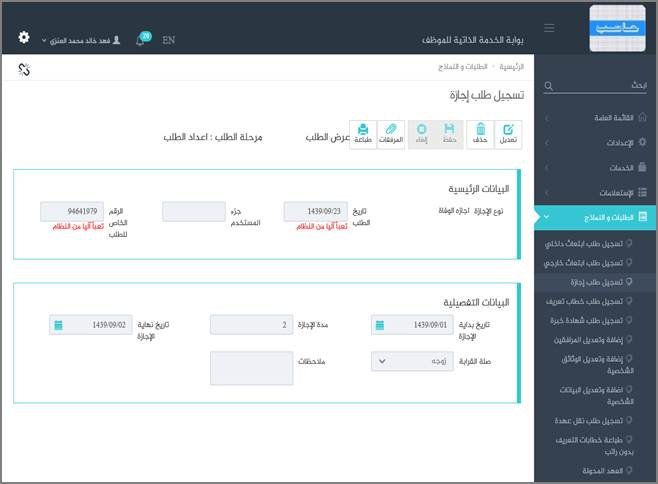 حاسب
بوابة الخدمة الذاتية للموظف
EN
20
فهد خالد محمد العنزي
ابحث
القائمة العامة
الإعدادات
الخدمات
الإستعلامات
الطلبات و النماذج
تسجيل طلب ابتعاث داخلي
تسجيل طلب ابتعاث خارجي
تسجيل طلب إجازة
تسجيل طلب خطاب تعريف
تسجيل طلب شهادة خبرة
إضافة وتعديل المرافقين
إضافة وتعديل الوثائق
الشخصية
اضافة وتعديل البيانات
الشخصية
تسجيل طلب نقل عهدة
طباعة خطابات التعريف
بدون راتب
العهد المحولة
الرئيسية • الطلبات و النماذج
تسجيل طلب إجازة
تعديل
حذف
حفظ
إلغاء
المرفقات
طباعة
عرض الطلب
مرحلة الطلب : اعداد الطلب
البيانات الرئيسية
نوع الإجازة اجازه الوفاة
تاريخ الطلب 1439/09/23
تعبأ آليا من النظام
جزء المستخدم
الرقم الخاص للطلب 94641979
تعبأ آليا من النظام
البيانات التفصيلية
تاريخ بداية الإجازة 1439/09/01
مدة الإجازة 2
تاريخ نهاية الإجازة 1439/09/02
صلة القرابة زوجه
ملاحظات